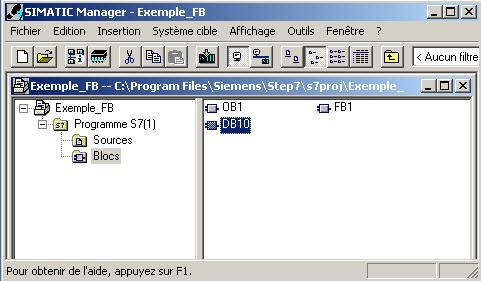 SIMATIC Manager - Exemple_FB
Fichier Edition Insertion Système cible Affichage Outils Fenêtre ?
< Aucun filtre
Exemple_FB -- C:\Program Files\Siemens\Step7\s7proj\Exemple_
Exemple_FB
Programme S7(1)
Sources
Blocs
OB1
FB1
DB10
Pour obtenir de l'aide, appuyez sur F1.